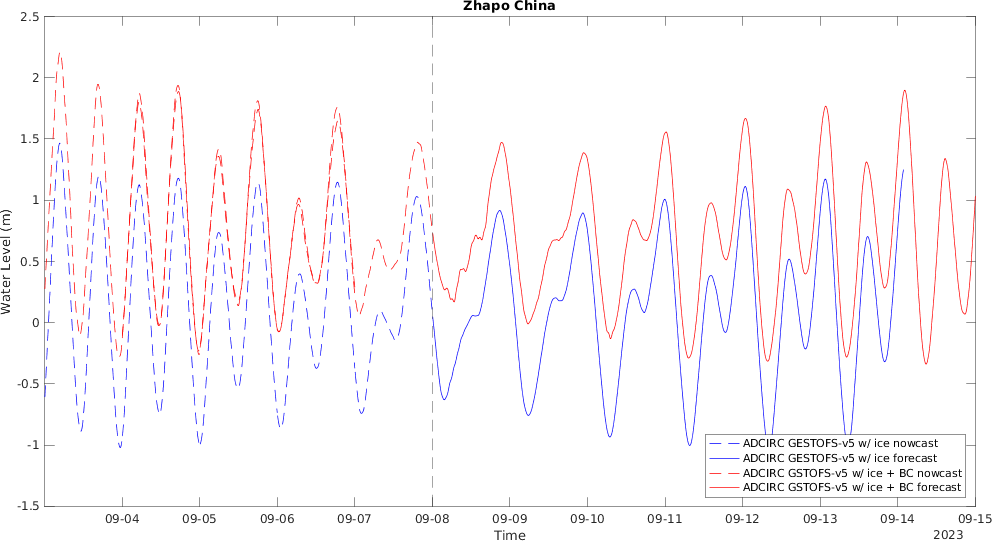 Zhapo China
2.5
2
1.5
1
0.5
0
-0.5
-1
-1.5
Water Level (m)
ADCIRC GESTOFS-v5 w/ ice nowcast
ADCIRC GESTOFS-v5 w/ ice forecast
ADCIRC GSTOFS-v5 w/ ice + BC nowcast
ADCIRC GSTOFS-v5 w/ ice + BC forecast
09-04 09-05 09-06 09-07 09-08 09-09 09-10 09-11 09-12 09-13 09-14 09-15
Time
2023